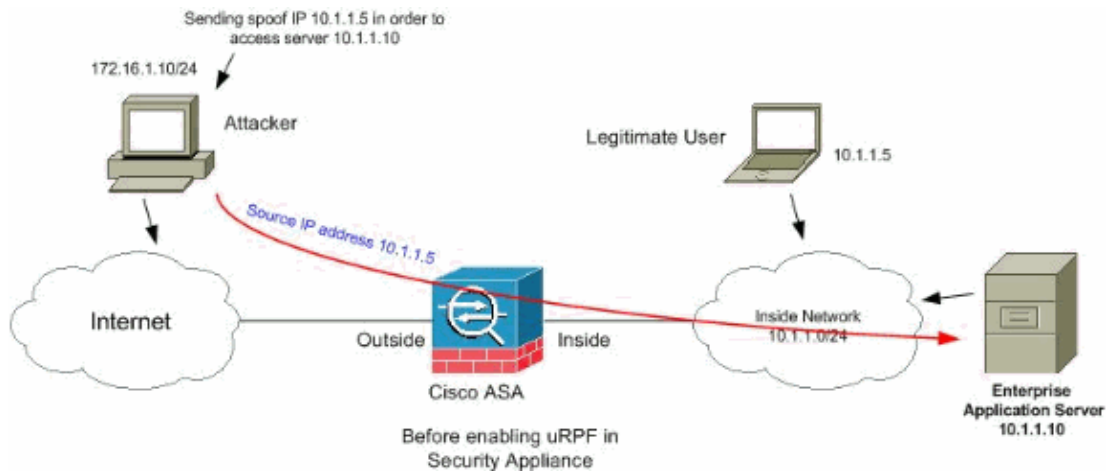 Sending spoof IP 10.1.1.5 in order to
access server 10.1.1.10
172.16.1.10/24
Attacker
Legitimate User
10.1.1.5
Source IP address 10.1.1.5
Internet
Outside
Inside
Inside Network
10.1.1.0/24
Cisco ASA
Enterprise
Application Server
10.1.1.10
Before enabling uRPF in
Security Appliance